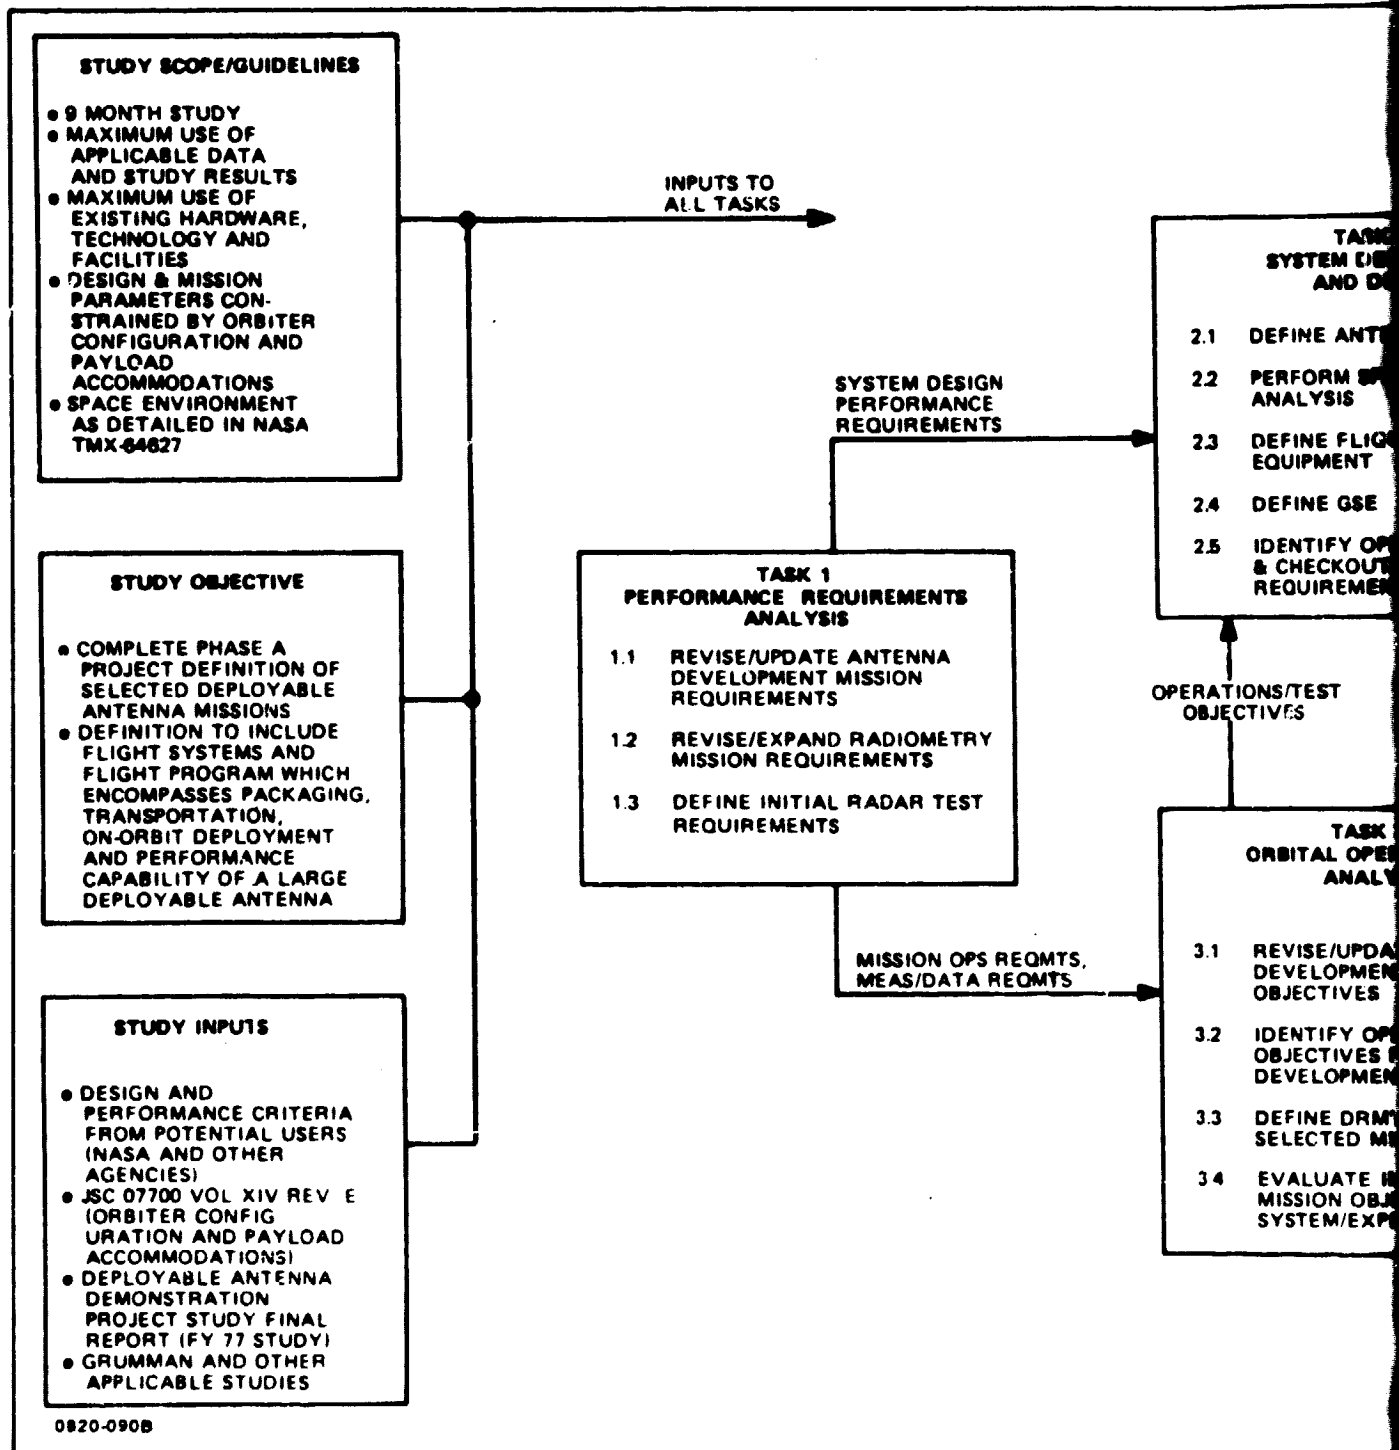 STUDY SCOPE/GUIDELINES
● 9 MONTH STUDY
● MAXIMUM USE OF
APPLICABLE DATA
AND STUDY RESULTS
● MAXIMUM USE OF
EXISTING HARDWARE,
TECHNOLOGY AND
FACILITIES
● DESIGN & MISSION
PARAMETERS CON-
STRAINED BY ORBITER
CONFIGURATION AND
PAYLOAD
ACCOMMODATIONS
● SPACE ENVIRONMENT
AS DETAILED IN NASA
TMX-64627
STUDY OBJECTIVE
● COMPLETE PHASE A
PROJECT DEFINITION OF
SELECTED DEPLOYABLE
ANTENNA MISSIONS
● DEFINITION TO INCLUDE
FLIGHT SYSTEMS AND
FLIGHT PROGRAM WHICH
ENCOMPASSES PACKAGING,
TRANSPORTATION,
ON-ORBIT DEPLOYMENT
AND PERFORMANCE
CAPABILITY OF A LARGE
DEPLOYABLE ANTENNA
STUDY INPUTS
● DESIGN AND
PERFORMANCE CRITERIA
FROM POTENTIAL USERS
(NASA AND OTHER
AGENCIES)
● JSC 07700 VOL XIV REV E
(ORBITER CONFIG
URATION AND PAYLOAD
ACCOMMODATIONS)
● DEPLOYABLE ANTENNA
DEMONSTRATION
PROJECT STUDY FINAL
REPORT (FY 77 STUDY)
● GRUMMAN AND OTHER
APPLICABLE STUDIES
0820-090B
INPUTS TO
ALL TASKS
SYSTEM DESIGN
PERFORMANCE
REQUIREMENTS
TASK 1
PERFORMANCE REQUIREMENTS
ANALYSIS
1.1 REVISE/UPDATE ANTENNA
DEVELOPMENT MISSION
REQUIREMENTS
1.2 REVISE/EXPAND RADIOMETRY
MISSION REQUIREMENTS
1.3 DEFINE INITIAL RADAR TEST
REQUIREMENTS
MISSION OPS REQMTS,
MEAS/DATA REQMTS
SYSTEM
AND
2.1 DEFINE
2.2 PERFORM
ANALYSIS
2.3 DEFINE
EQUIPMENT
2.4 DEFINE GSE
2.5 IDENTIFY
& CHECKOUT
OPERATIONS/TEST
OBJECTIVES
TASK
ORBITAL
3.1
OBJECTIVES
3.2 IDENTIFY
OBJECTIVES
3.3 DEFINE
SELECTED
3 4 EVALUATE
MISSION